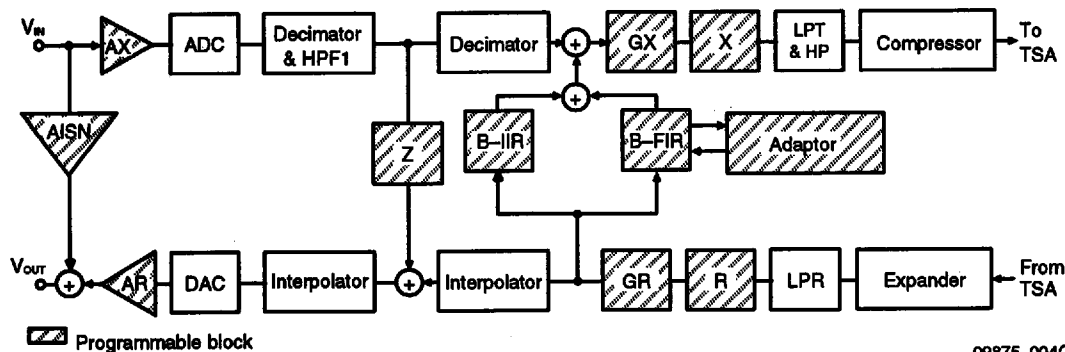 VIN
AX
ADC
Decimator
& HPF1
Decimator
+
GX
X
LPT
& HP
Compressor
To
TSA
+
AISN
Z
B–IIR
B–FIR
Adaptor
VOUT
+
AR
DAC
Interpolator
+
Interpolator
GR
R
LPR
Expander
From
TSA
Programmable block